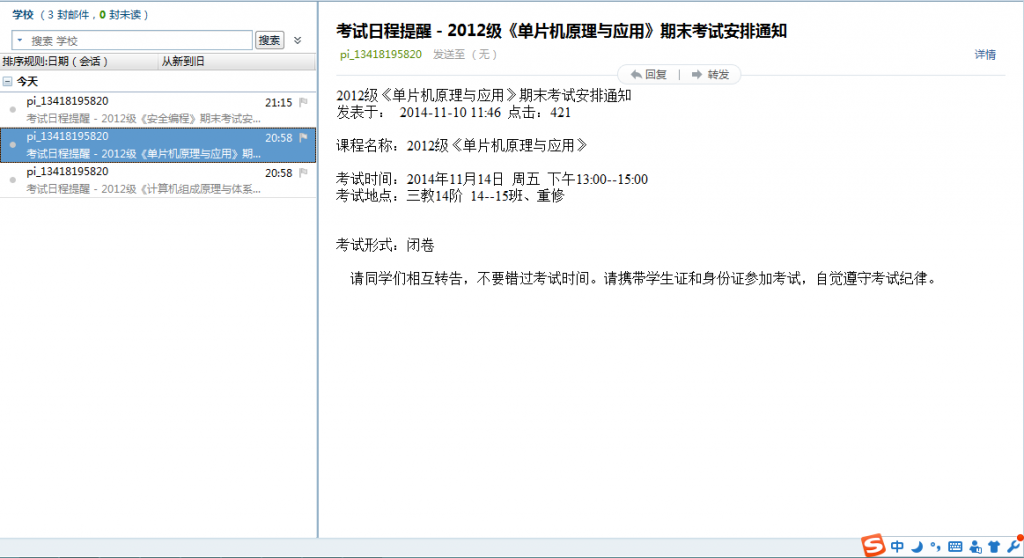 学校（3 封邮件，0 封未读）
搜索 学校
搜索
排序规则:日期（会话）
从新到旧
今天
pi_13418195820 21:15
考试日程提醒 - 2012级《安全编程》期末考试安...
pi_13418195820 20:58
考试日程提醒 - 2012级《单片机原理与应用》期...
pi_13418195820 20:58
考试日程提醒 - 2012级《计算机组成原理与体系...
考试日程提醒 - 2012级《单片机原理与应用》期末考试安排通知
pi_13418195820 发送至（无）
详情
回复 | 转发
2012级《单片机原理与应用》期末考试安排通知
发表于： 2014-11-10 11:46 点击：421
课程名称：2012级《单片机原理与应用》
考试时间：2014年11月14日 周五 下午13:00--15:00
考试地点：三教14阶 14--15班、重修
考试形式：闭卷
请同学们相互转告，不要错过考试时间。请携带学生证和身份证参加考试，自觉遵守考试纪律。
S 中